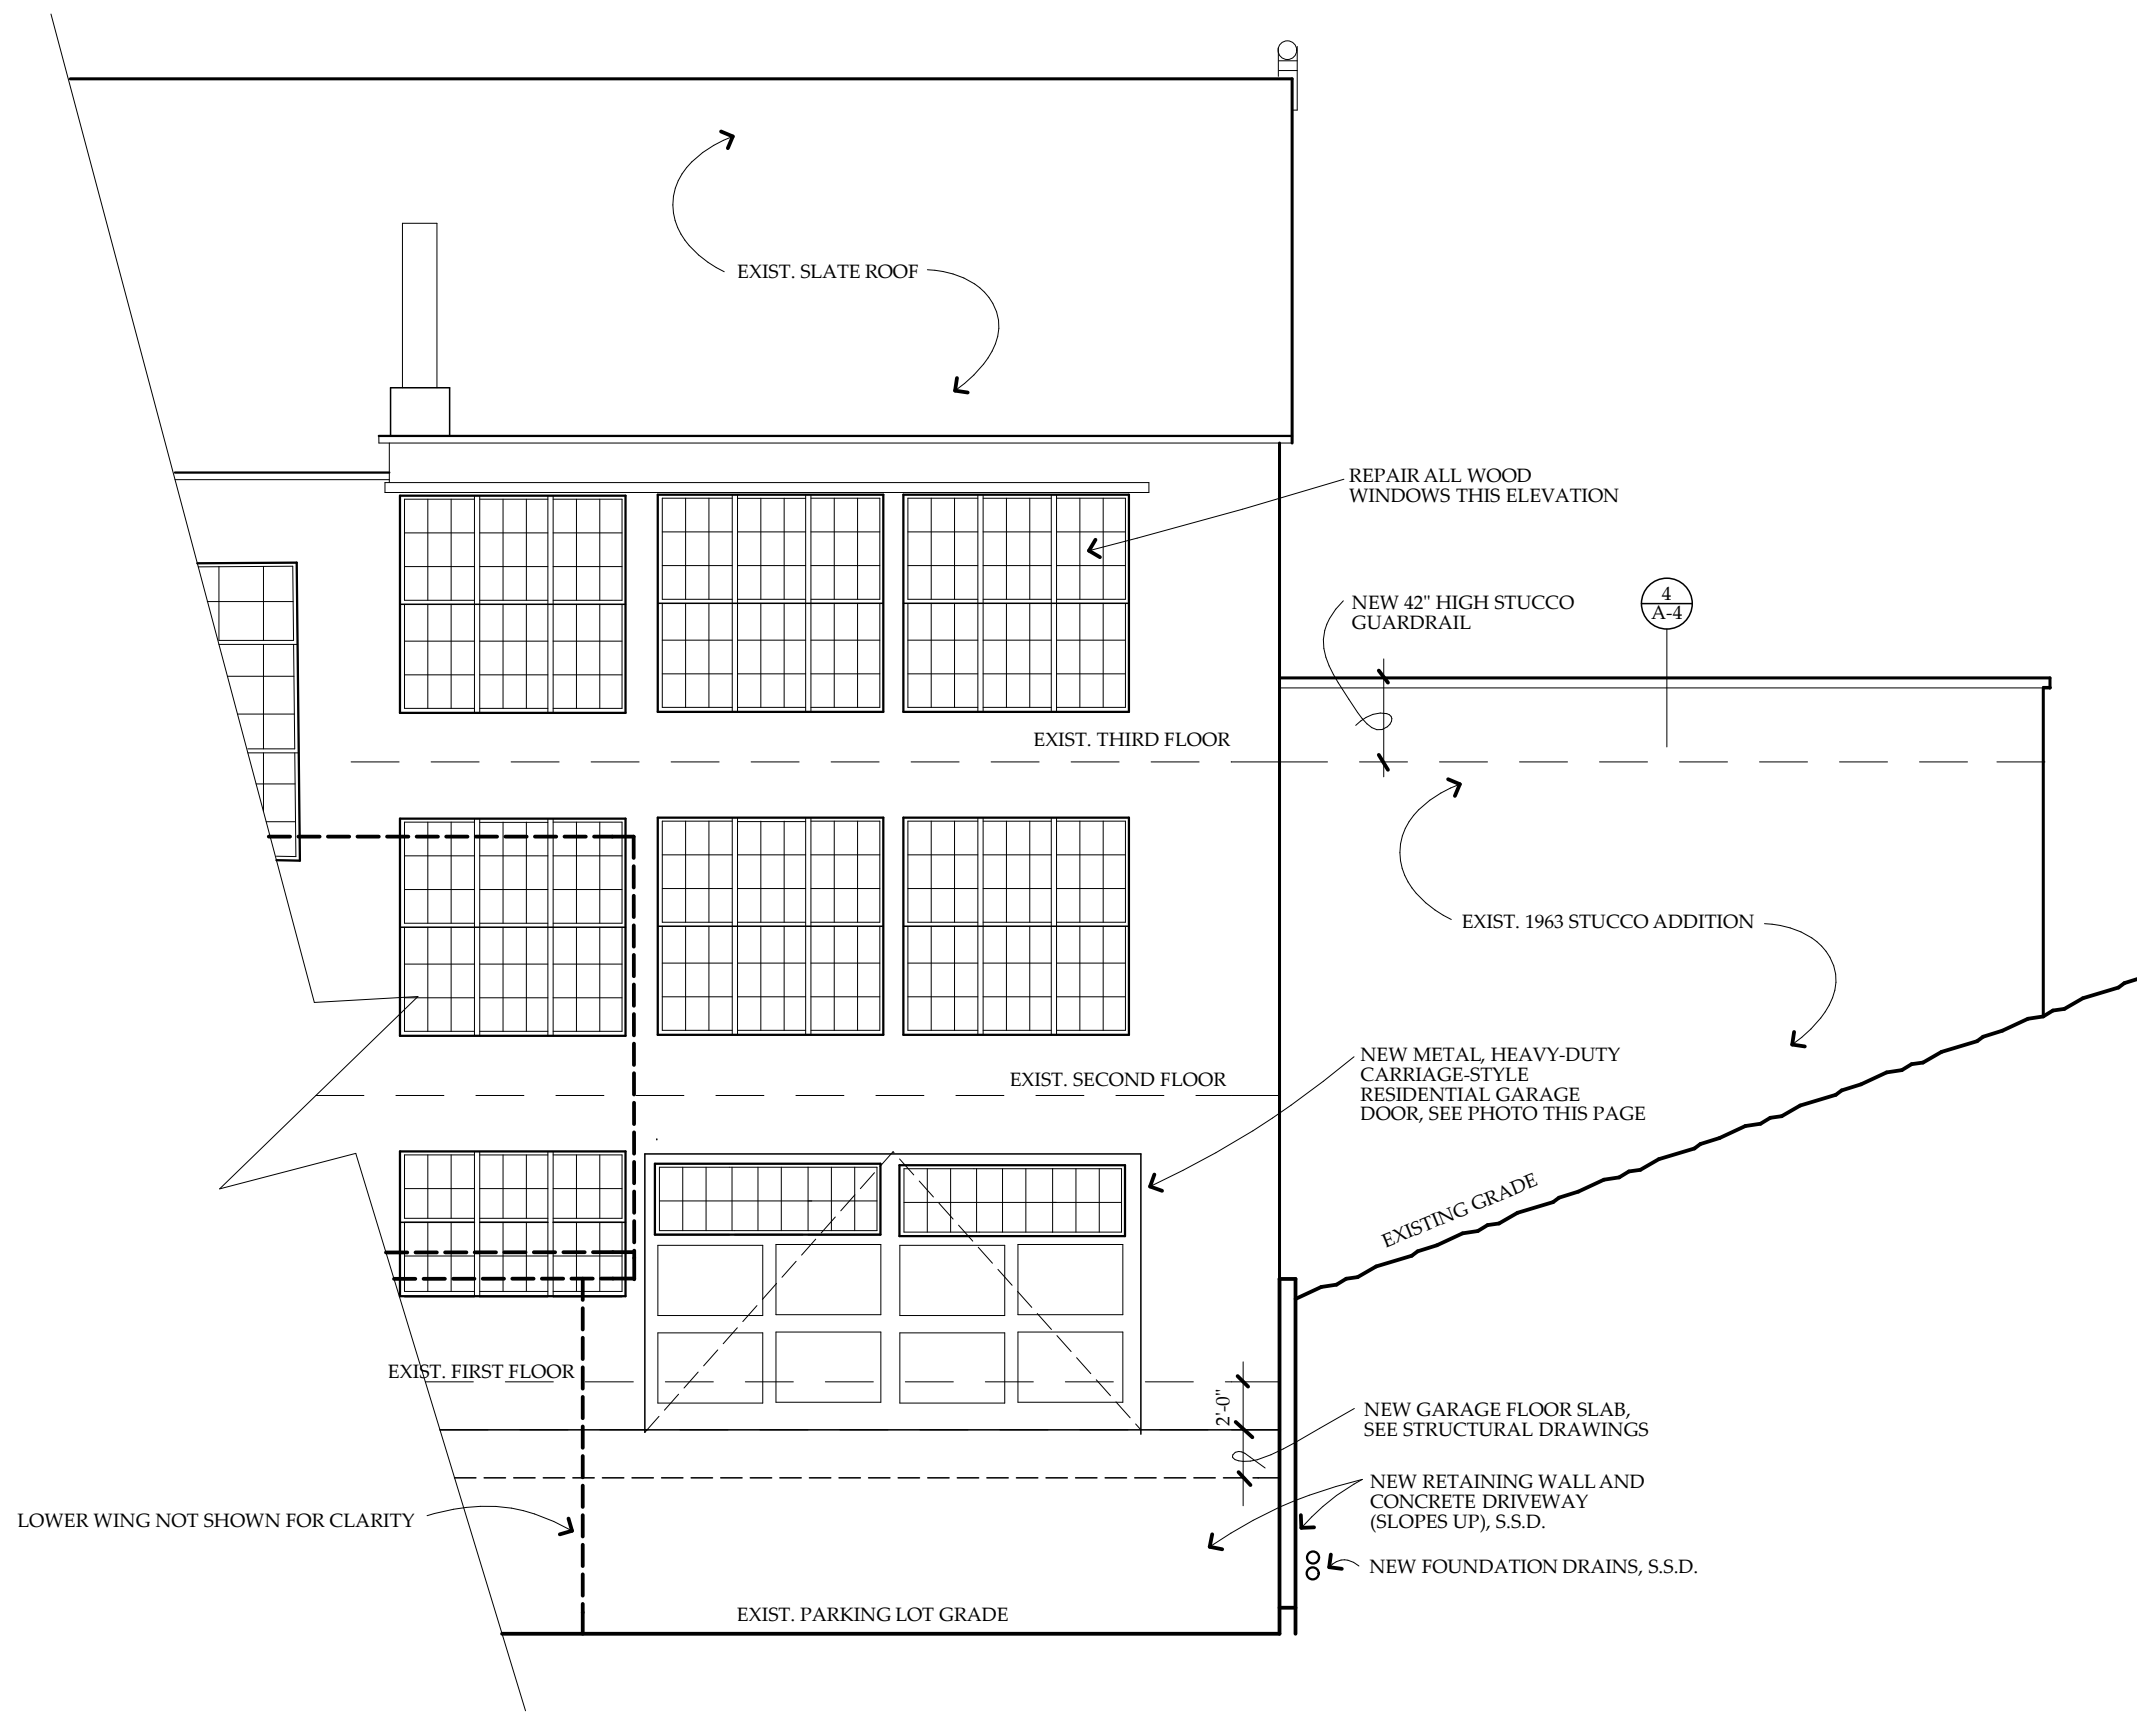 EXIST. SLATE ROOF
REPAIR ALL WOOD
WINDOWS THIS ELEVATION
NEW 42" HIGH STUCCO
GUARDRAIL
4
A-4
EXIST. THIRD FLOOR
EXIST. 1963 STUCCO ADDITION
NEW METAL, HEAVY-DUTY
CARRIAGE-STYLE
RESIDENTIAL GARAGE
DOOR, SEE PHOTO THIS PAGE
EXIST. SECOND FLOOR
EXISTING GRADE
EXIST. FIRST FLOOR
2'-0"
NEW GARAGE FLOOR SLAB,
SEE STRUCTURAL DRAWINGS
NEW RETAINING WALL AND
CONCRETE DRIVEWAY
(SLOPES UP), S.S.D.
LOWER WING NOT SHOWN FOR CLARITY
NEW FOUNDATION DRAINS, S.S.D.
EXIST. PARKING LOT GRADE